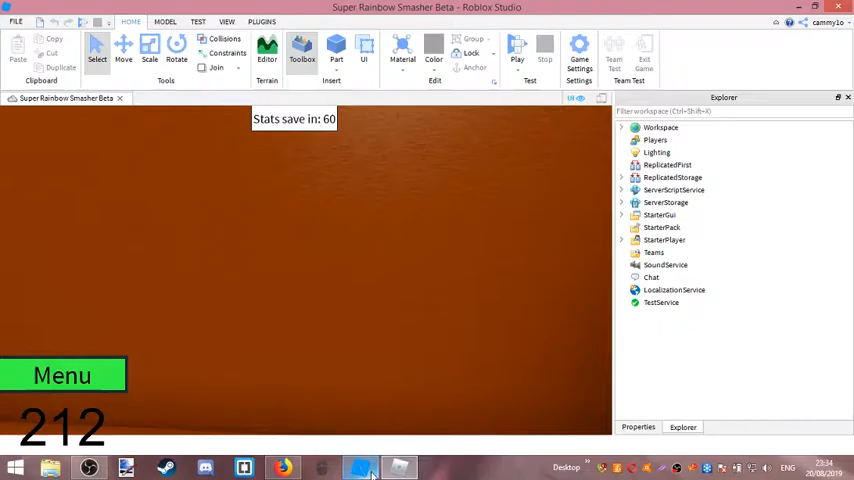 Super Rainbow Smasher Beta - Roblox Studio
FILE HOME MODEL TEST VIEW PLUGINS cammy1o
Paste Copy Cut Duplicate
Clipboard
Select Move Scale Rotate Collisions Constraints Join
Tools
Editor
Terrain
Toolbox Part UI
Insert
Material Color Group Lock Anchor
Edit
Play Stop
Test
Game Settings
Settings
Team Test Exit Game
Team Test
Super Rainbow Smasher Beta
UI
Stats save in: 60
Menu
212
Explorer
Filter workspace (Ctrl+Shift+X)
Workspace
Players
Lighting
ReplicatedFirst
ReplicatedStorage
ServerScriptService
ServerStorage
StarterGui
StarterPack
StarterPlayer
Teams
SoundService
Chat
LocalizationService
TestService
Properties Explorer
Desktop ENG 23:34
20/08/2019